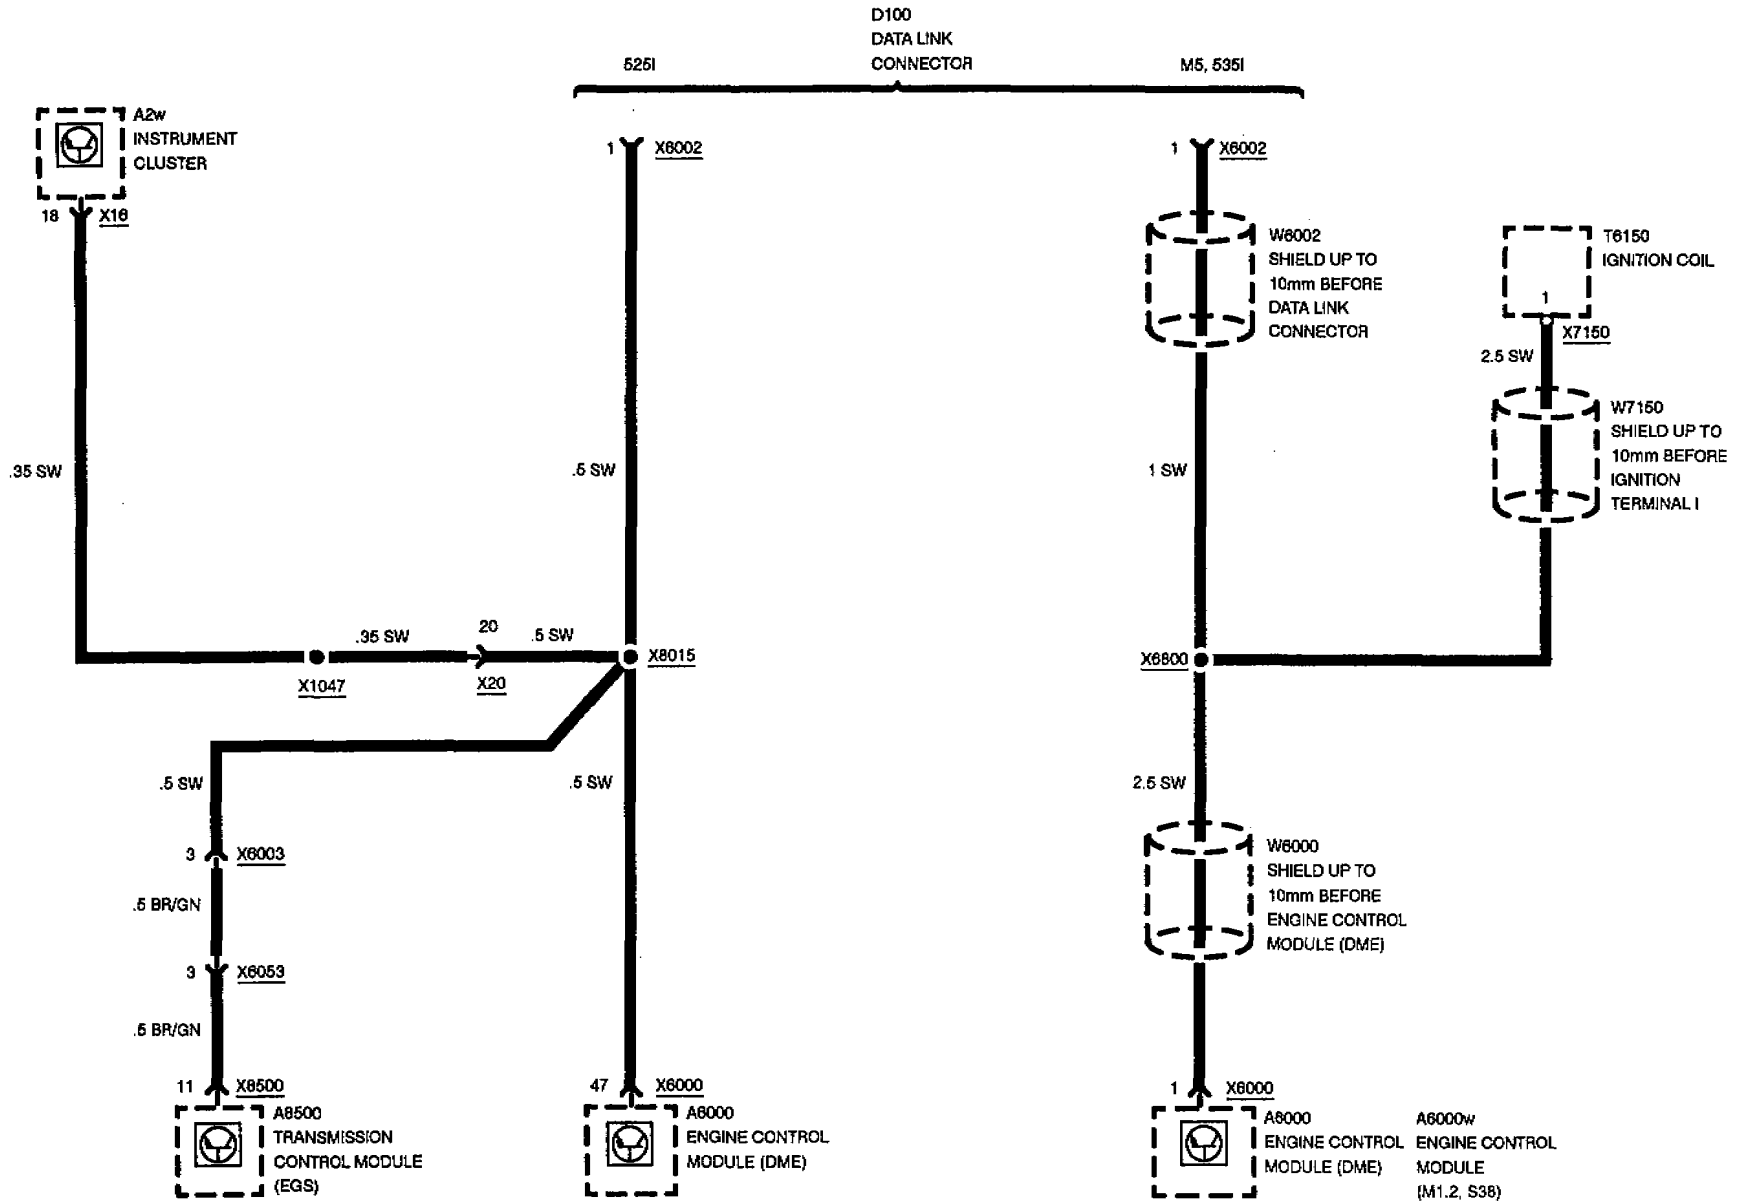 D100
DATA LINK
CONNECTOR
525I
M5, 535I
A2w
INSTRUMENT
CLUSTER
18
X16
1
X6002
1
X6002
W6002
SHIELD UP TO
10mm BEFORE
DATA LINK
CONNECTOR
T6150
IGNITION COIL
1
X7150
2.5 SW
W7150
SHIELD UP TO
10mm BEFORE
IGNITION
TERMINAL I
.35 SW
.5 SW
1 SW
.35 SW
20
.5 SW
X8015
X1047
X20
X6800
.5 SW
.5 SW
2.5 SW
3
X6003
.5 BR/GN
W6000
SHIELD UP TO
10mm BEFORE
ENGINE CONTROL
MODULE (DME)
3
X6053
.5 BR/GN
11
X8500
47
X6000
1
X6000
A8500
TRANSMISSION
CONTROL MODULE
(EGS)
A6000
ENGINE CONTROL
MODULE (DME)
A6000
ENGINE CONTROL
MODULE (DME)
A6000w
ENGINE CONTROL
MODULE
(M1.2, S38)